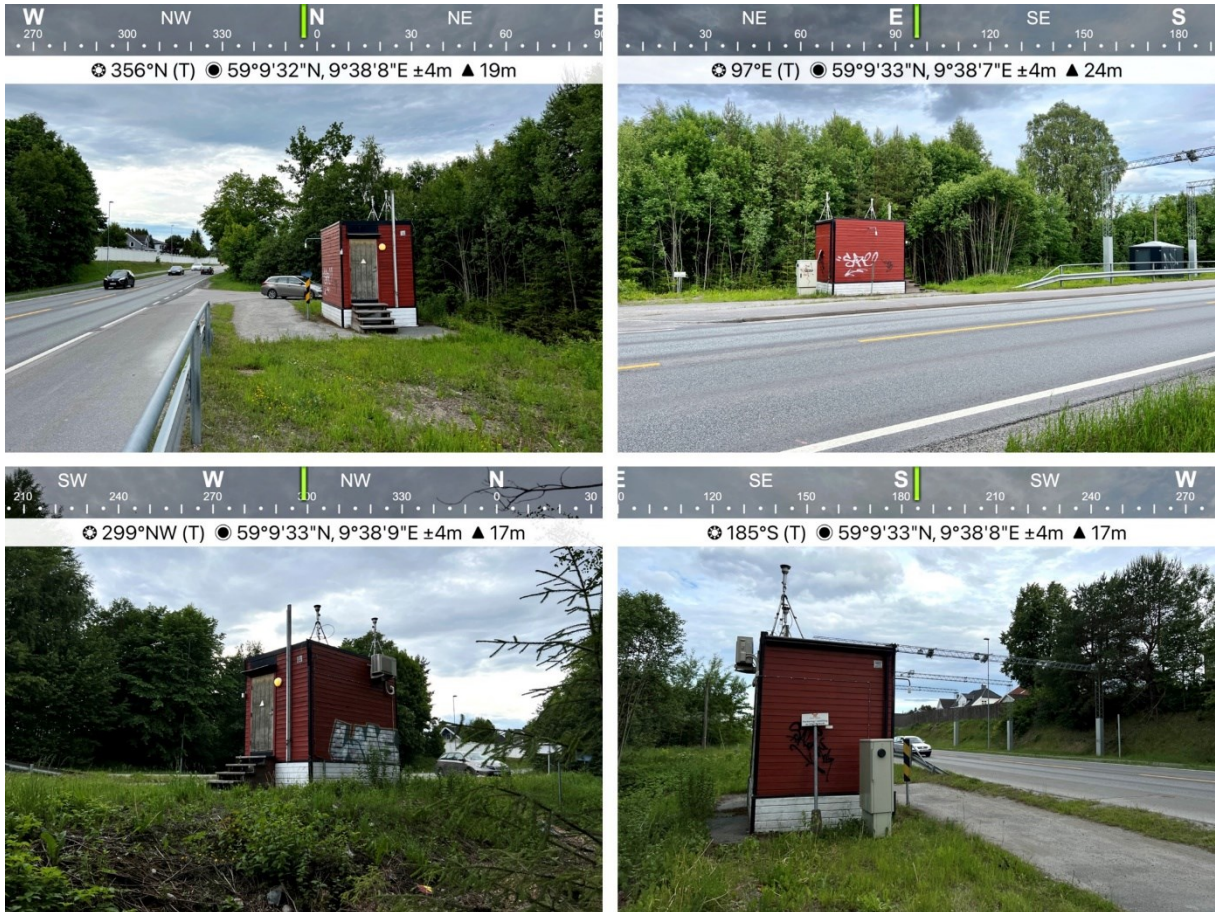 W NW N NE E
270 300 330 0 30 60 90
356°N (T) 59°9'32"N, 9°38'8"E ±4m ▲ 19m
NE E SE S
30 60 90 120 150 180
97°E (T) 59°9'33"N, 9°38'7"E ±4m ▲ 24m
SW W NW N
210 240 270 300 330 0 30
299°NW (T) 59°9'33"N, 9°38'9"E ±4m ▲ 17m
E SE S SW W
120 150 180 210 240 270
185°S (T) 59°9'33"N, 9°38'8"E ±4m ▲ 17m